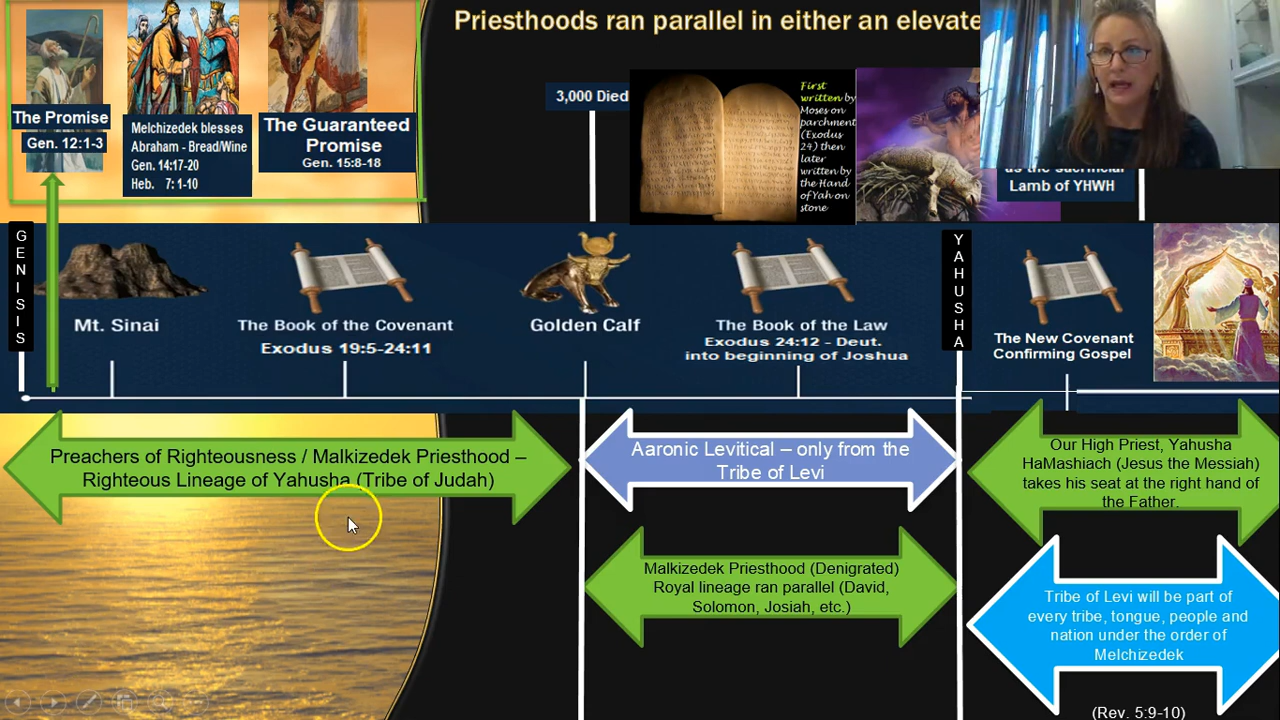 Priesthoods ran parallel in either an elevate
The Promise
Gen. 12:1-3
Melchizedek blesses
Abraham - Bread/Wine
Gen. 14:17-20
Heb. 7: 1-10
The Guaranteed
Promise
Gen. 15:8-18
3,000 Died
First
written by
Moses on
parchment
(Exodus
24) then
later
written by
the Hand
of Yah on
stone
as the sacrificial
Lamb of YHWH
GENISIS
Mt. Sinai
The Book of the Covenant
Exodus 19:5-24:11
Golden Calf
The Book of the Law
Exodus 24:12 - Deut.
into beginning of Joshua
YAHUSHA
The New Covenant
Confirming Gospel
Preachers of Righteousness / Malkizedek Priesthood –
Righteous Lineage of Yahusha (Tribe of Judah)
Aaronic Levitical – only from the
Tribe of Levi
Malkizedek Priesthood (Denigrated)
Royal lineage ran parallel (David,
Solomon, Josiah, etc.)
Our High Priest, Yahusha
HaMashiach (Jesus the Messiah)
takes his seat at the right hand of
the Father.
Tribe of Levi will be part of
every tribe, tongue, people and
nation under the order of
Melchizedek
(Rev. 5:9-10)